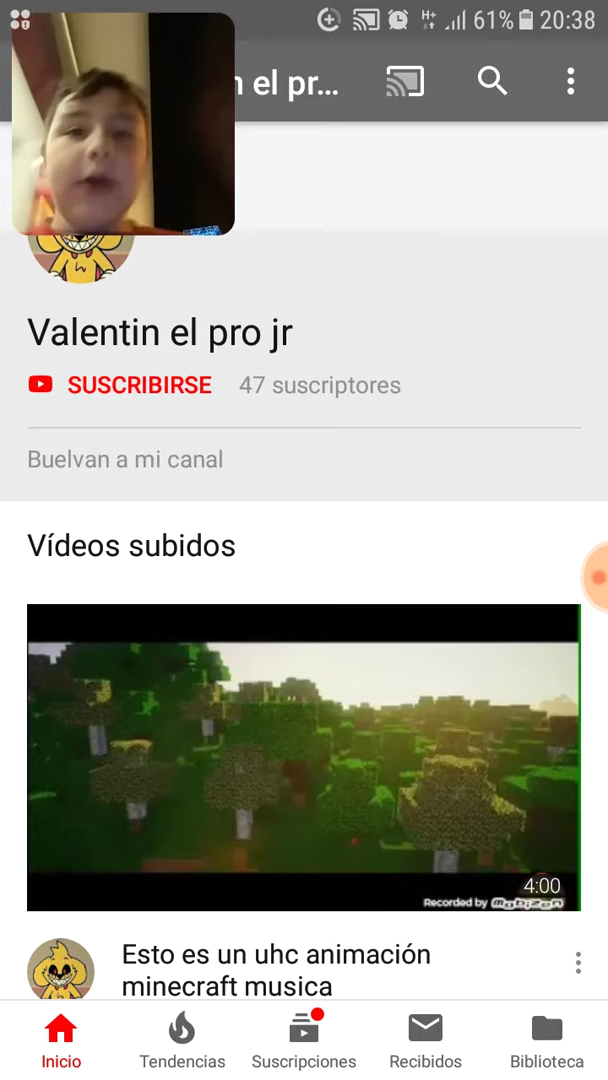 H+ 61% 20:38
n el pr...
Valentin el pro jr
SUSCRIBIRSE 47 suscriptores
Buelvan a mi canal
Vídeos subidos
4:00
Recorded by mobizen
Esto es un uhc animación
minecraft musica
Inicio Tendencias Suscripciones Recibidos Biblioteca